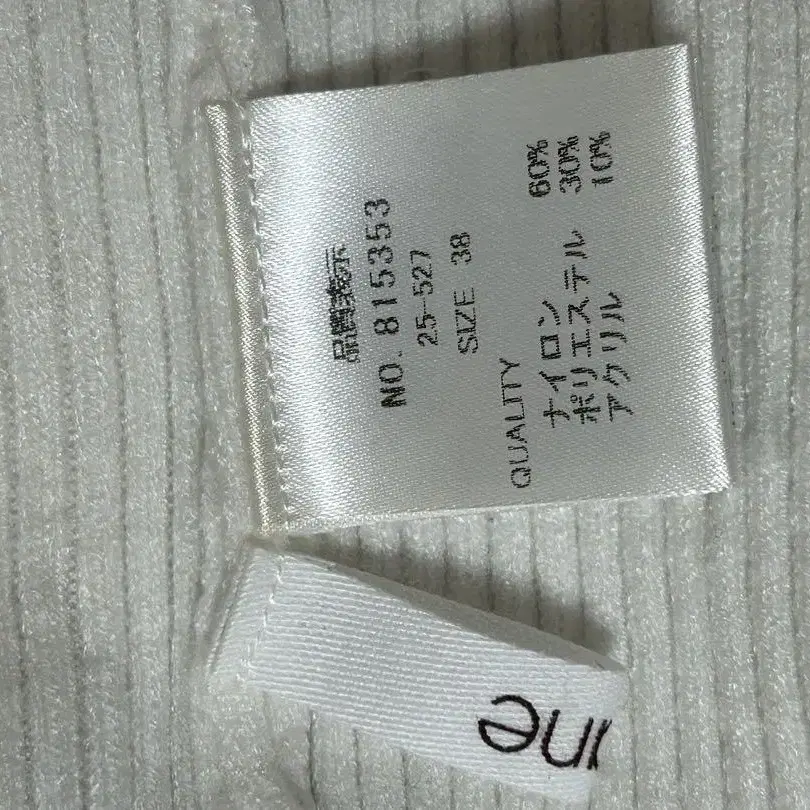 品質表示
NO. 815353
25-527
SIZE 38
QUALITY
ナイロン 60%
ポリエステル 30%
アクリル 10%